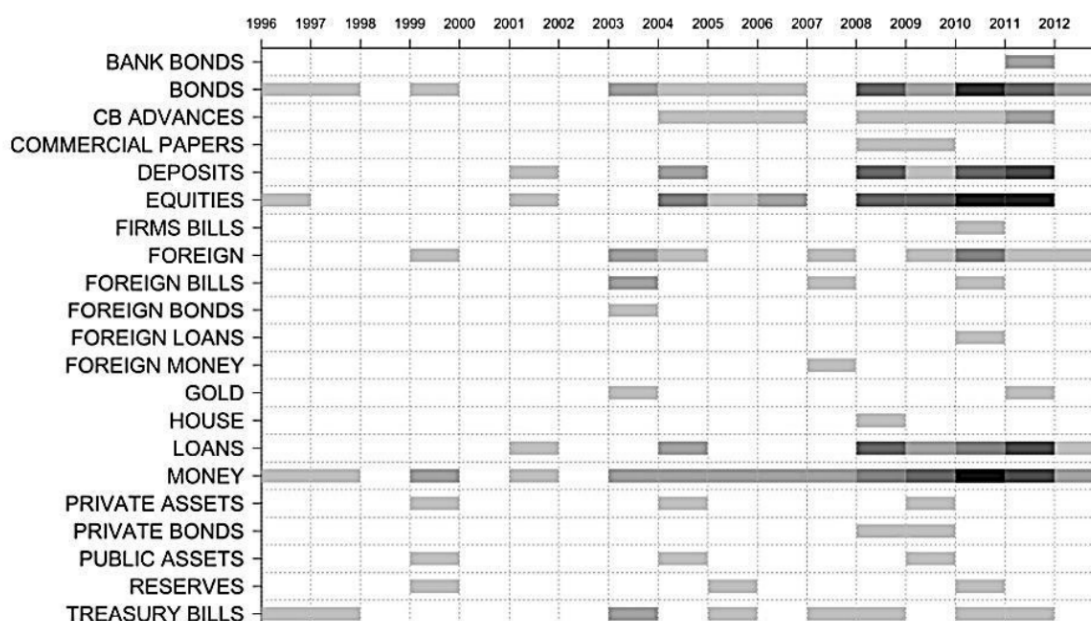 1996 1997 1998 1999 2000 2001 2002 2003 2004 2005 2006 2007 2008 2009 2010 2011 2012
BANK BONDS
BONDS
CB ADVANCES
COMMERCIAL PAPERS
DEPOSITS
EQUITIES
FIRMS BILLS
FOREIGN
FOREIGN BILLS
FOREIGN BONDS
FOREIGN LOANS
FOREIGN MONEY
GOLD
HOUSE
LOANS
MONEY
PRIVATE ASSETS
PRIVATE BONDS
PUBLIC ASSETS
RESERVES
TREASURY BILLS